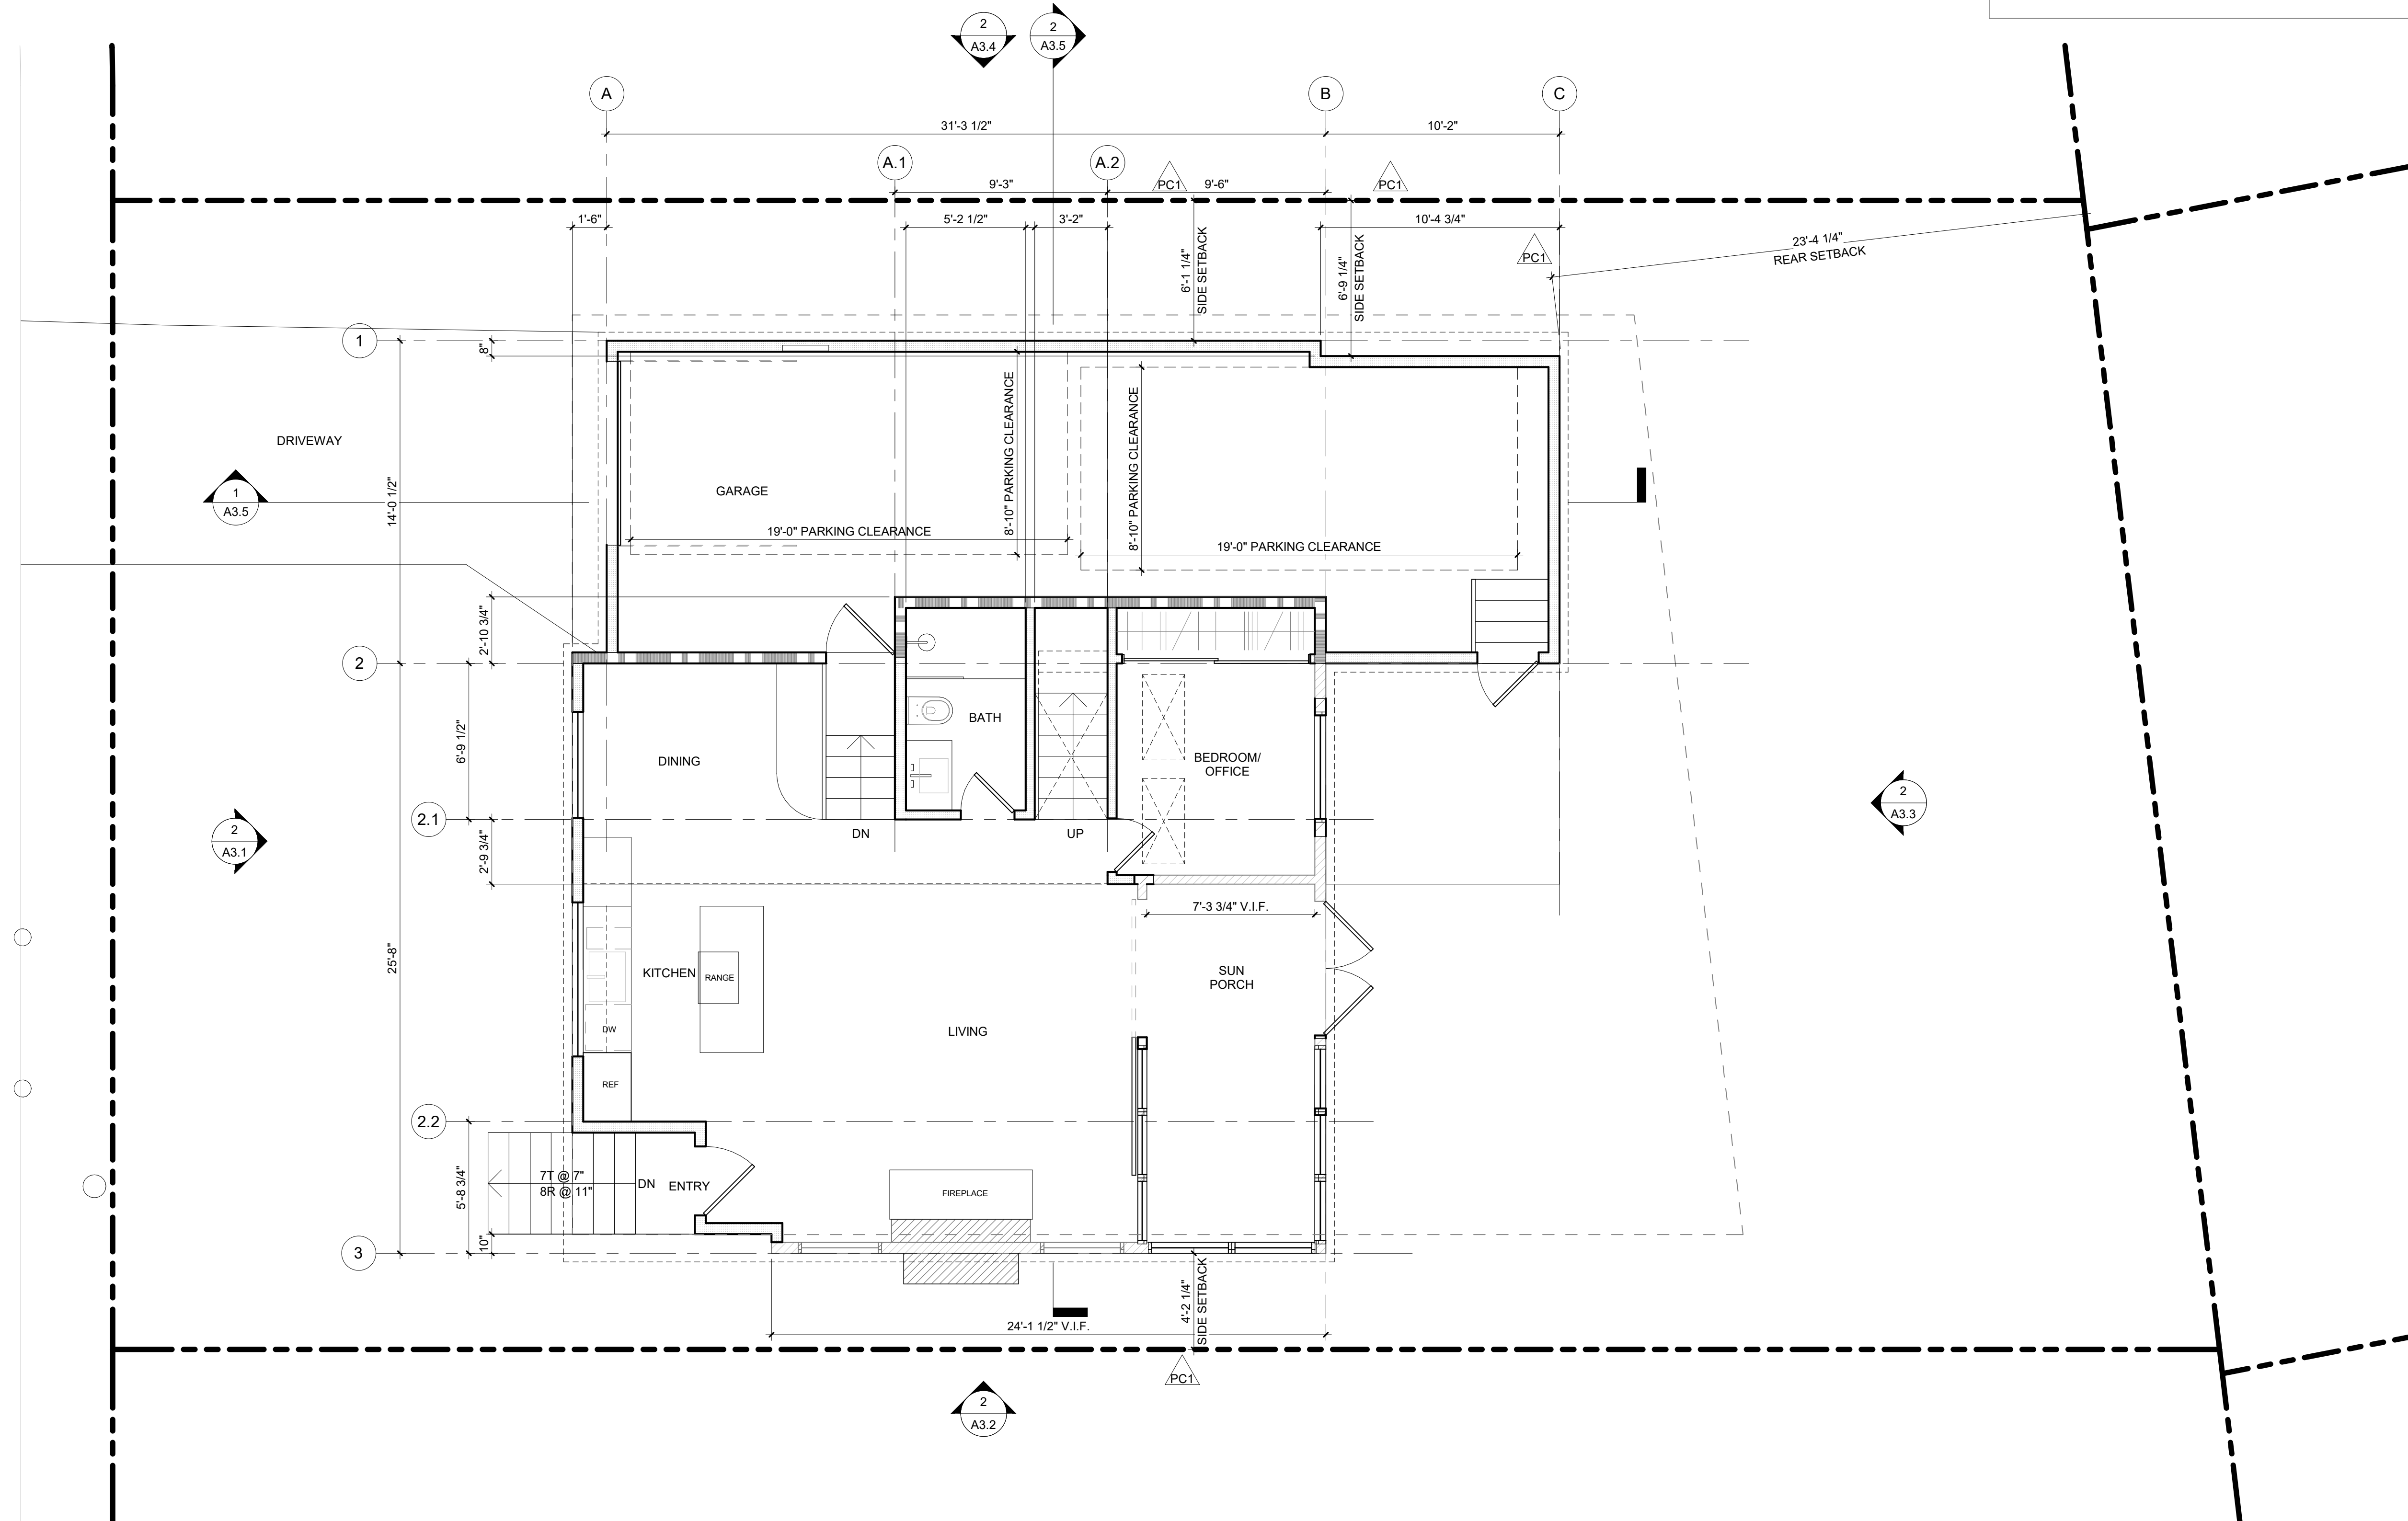 2
A3.4
2
A3.5
A
B
C
31'-3 1/2"
10'-2"
A.1
A.2
9'-3"
PC1
9'-6"
PC1
1'-6"
5'-2 1/2"
3'-2"
10'-4 3/4"
6'-1 1/4"
SIDE SETBACK
6'-9 1/4"
SIDE SETBACK
PC1
23'-4 1/4"
REAR SETBACK
1
8"
DRIVEWAY
1
A3.5
14'-0 1/2"
GARAGE
19'-0" PARKING CLEARANCE
8'-10" PARKING CLEARANCE
8'-10" PARKING CLEARANCE
19'-0" PARKING CLEARANCE
2'-10 3/4"
2
6'-9 1/2"
DINING
BATH
BEDROOM/
OFFICE
2.1
DN
UP
2
A3.1
2
A3.3
2'-9 3/4"
25'-8"
7'-3 3/4" V.I.F.
KITCHEN
RANGE
SUN
PORCH
DW
LIVING
REF
2.2
5'-8 3/4"
7T @ 7"
8R @ 11"
DN
ENTRY
FIREPLACE
10"
3
4'-2 1/4"
SIDE SETBACK
24'-1 1/2" V.I.F.
PC1
2
A3.2